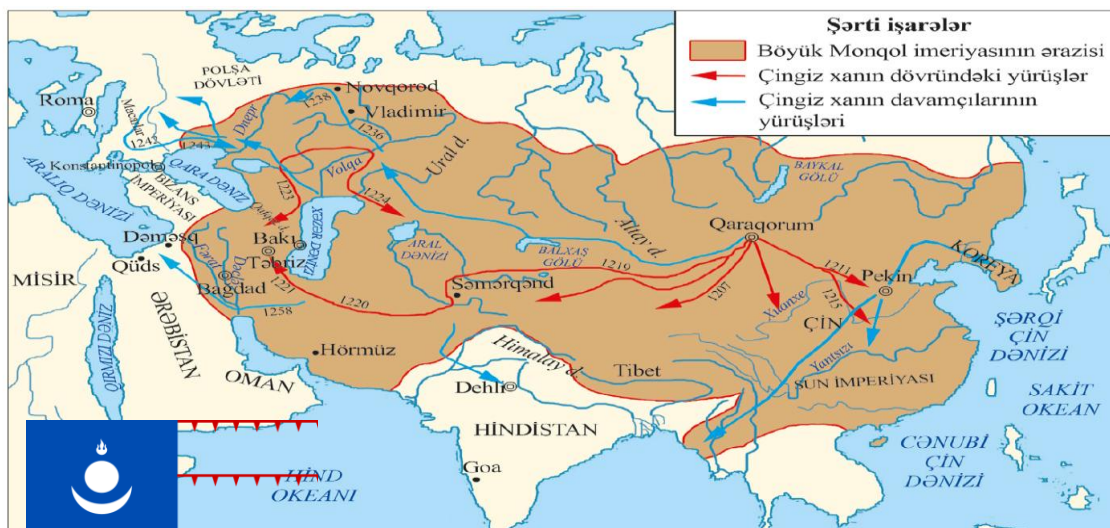 Şərti işarələr
Böyük Monqol imeriyasının ərazisi
Çingiz xanın dövründəki yürüşlər
Çingiz xanın davamçılarının
yürüşləri
POLŞA
DÖVLƏTİ
Roma
Macarlar
1242
1243
Dnepr
1238
Novqorod
Vladimir
1236
Ural d.
Volqa
1223
1224
Konstantinopol
QARA DƏNİZ
BİZANS
İMPERİYASI
ARALIQ DƏNİZİ
XƏZƏR DƏNİZİ
ARAL
DƏNİZİ
BALXAŞ
GÖLÜ
Altay d.
BAYKAL
GÖLÜ
Qaraqorum
Dəməşq
Qüds
Bakı
Təbriz
1221
Bağdad
1258
1220
Səmərqənd
1219
1207
1211
1215
Pekin
KOREYA
Xuanxe
ÇİN
Yantszı
SUN İMPERİYASI
MİSİR
QIRMIZI DƏNİZ
ƏRƏBİSTAN
OMAN
Hörmüz
Himalay d.
Tibet
Dehli
HİNDİSTAN
Goa
HİND
OKEANI
ŞƏRQİ
ÇİN
DƏNİZİ
SAKİT
OKEAN
CƏNUBİ
ÇİN
DƏNİZİ